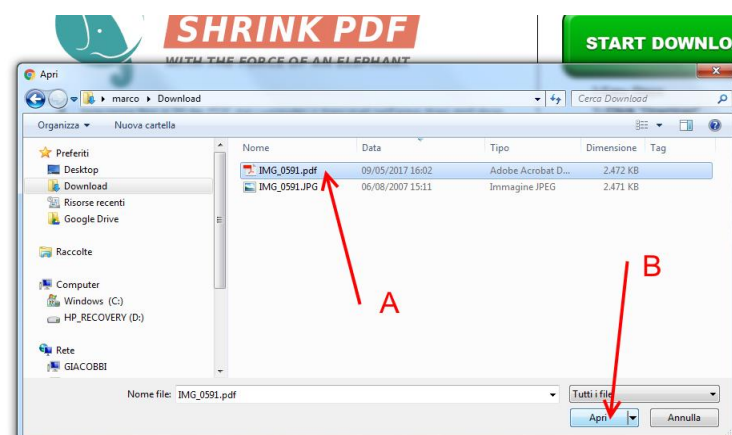 SHRINK PDF
WITH THE FORCE OF AN ELEPHANT
START DOWNLO
Apri
marco Download
Cerca Download
Organizza Nuova cartella
Nome Data Tipo Dimensione Tag
Preferiti
Desktop
Download
Risorse recenti
Google Drive
Raccolte
Computer
Windows (C:)
HP_RECOVERY (D:)
Rete
GIACOBBI
IMG_0591.pdf 09/05/2017 16:02 Adobe Acrobat D... 2.472 KB
IMG_0591.JPG 06/08/2007 15:11 Immagine JPEG 2.471 KB
A
B
Nome file: IMG_0591.pdf
Tutti i file
Apri Annulla